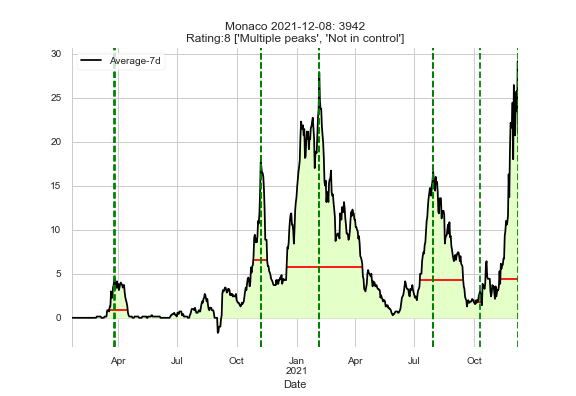 Monaco 2021-12-08: 3942
Rating:8 ['Multiple peaks', 'Not in control']
Average-7d
30
25
20
15
10
5
0
Apr Jul Oct Jan Apr Jul Oct
2021
Date